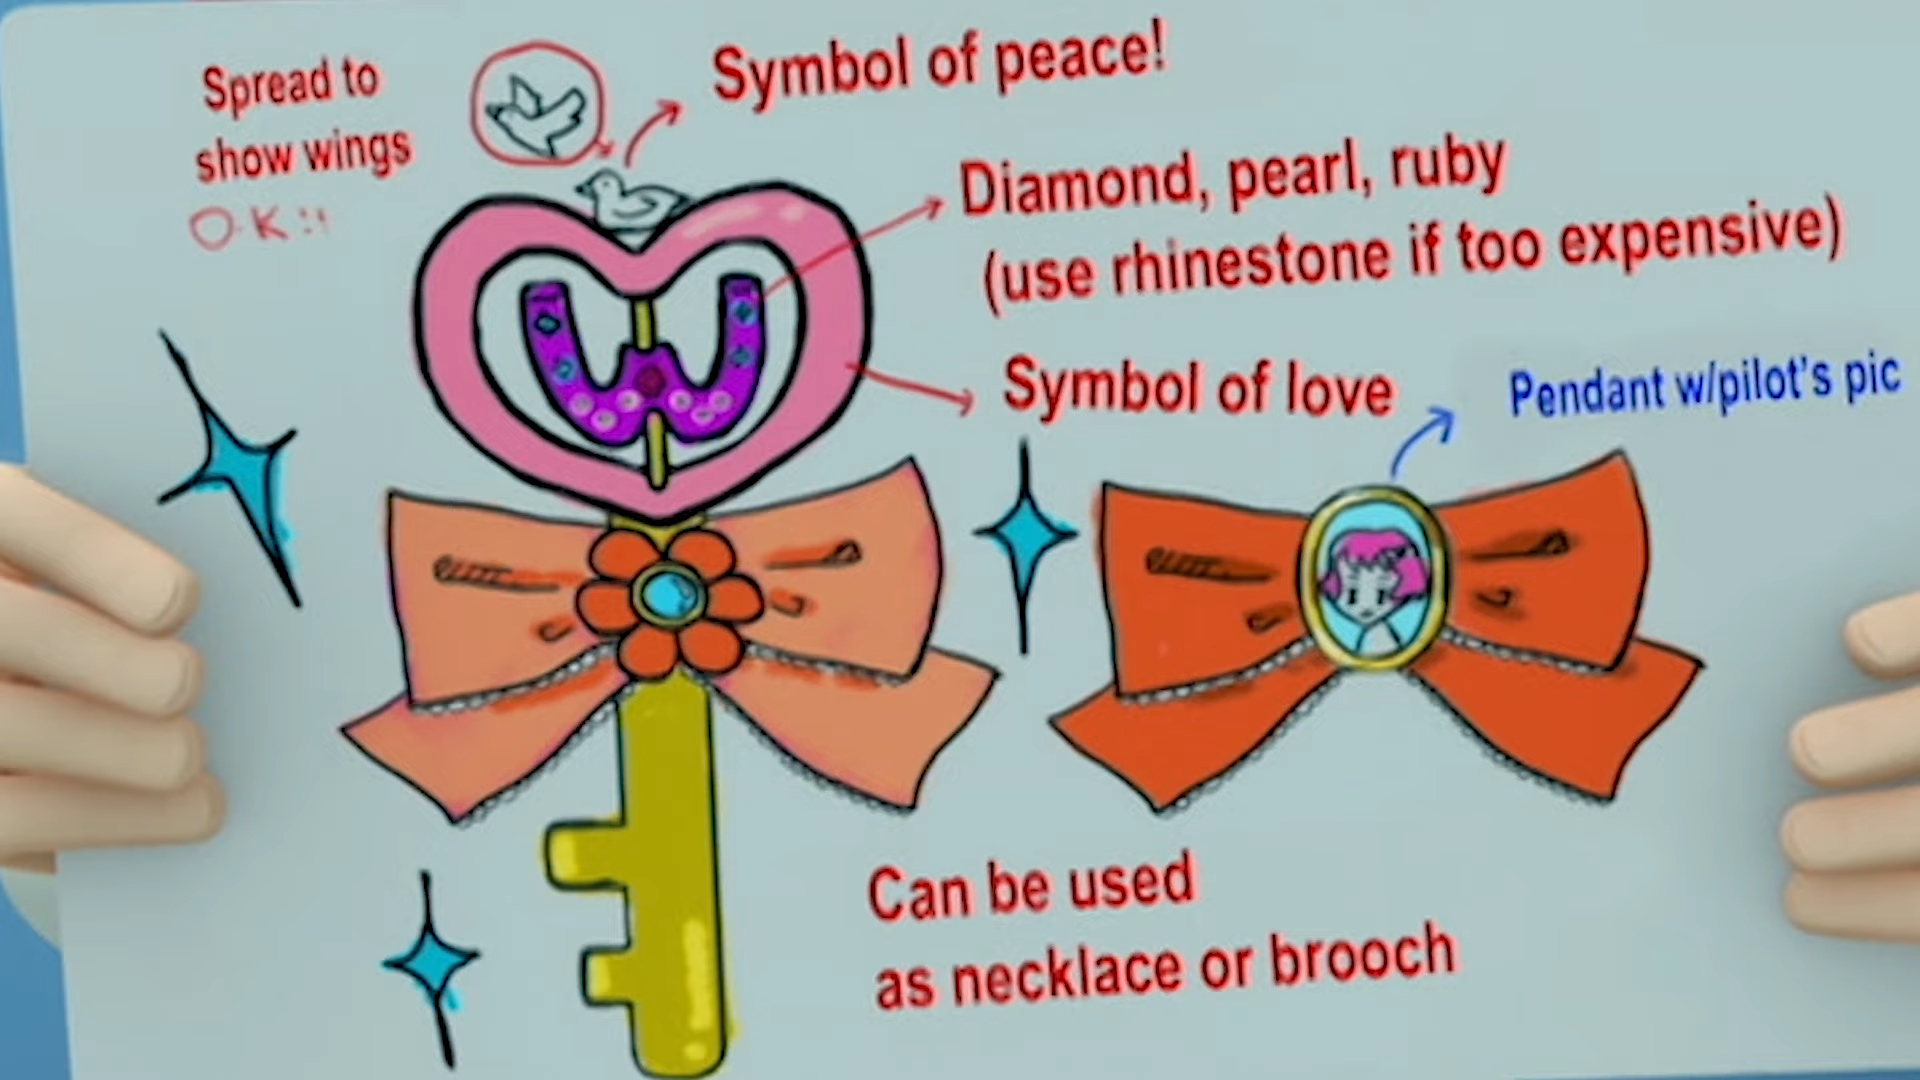 Spread to
show wings
O.K!!
Symbol of peace!
Diamond, pearl, ruby
(use rhinestone if too expensive)
Symbol of love
Pendant w/pilot's pic
Can be used
as necklace or brooch